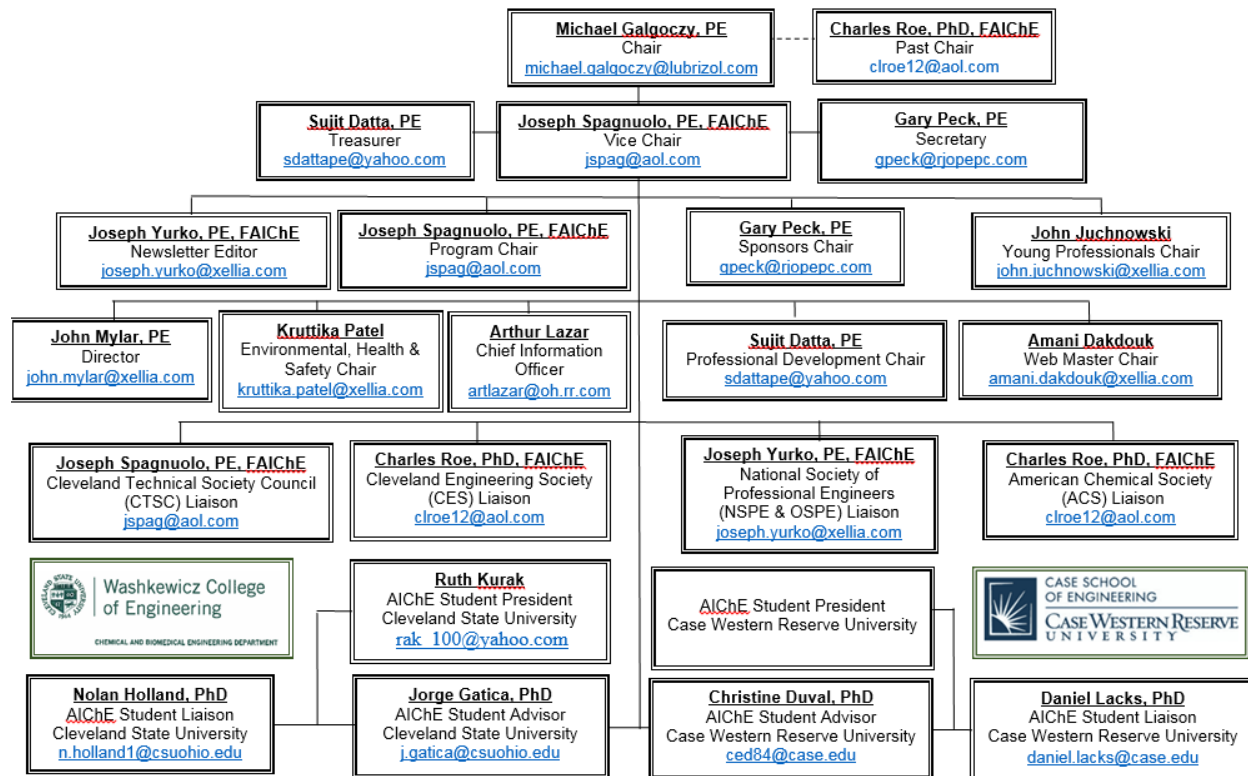 Michael Galgoczy, PE
Chair
michael.galgoczy@lubrizol.com
Charles Roe, PhD, FAIChE
Past Chair
clroe12@aol.com
Sujit Datta, PE
Treasurer
sdattape@yahoo.com
Joseph Spagnuolo, PE, FAIChE
Vice Chair
jspag@aol.com
Gary Peck, PE
Secretary
gpeck@rjopepc.com
Joseph Yurko, PE, FAIChE
Newsletter Editor
joseph.yurko@xellia.com
Joseph Spagnuolo, PE, FAIChE
Program Chair
jspag@aol.com
Gary Peck, PE
Sponsors Chair
gpeck@rjopepc.com
John Juchnowski
Young Professionals Chair
john.juchnowski@xellia.com
John Mylar, PE
Director
john.mylar@xellia.com
Kruttika Patel
Environmental, Health &
Safety Chair
kruttika.patel@xellia.com
Arthur Lazar
Chief Information
Officer
artlazar@oh.rr.com
Sujit Datta, PE
Professional Development Chair
sdattape@yahoo.com
Amani Dakdouk
Web Master Chair
amani.dakdouk@xellia.com
Joseph Spagnuolo, PE, FAIChE
Cleveland Technical Society Council
(CTSC) Liaison
jspag@aol.com
Charles Roe, PhD, FAIChE
Cleveland Engineering Society
(CES) Liaison
clroe12@aol.com
Joseph Yurko, PE, FAIChE
National Society of
Professional Engineers
(NSPE & OSPE) Liaison
joseph.yurko@xellia.com
Charles Roe, PhD, FAIChE
American Chemical Society
(ACS) Liaison
clroe12@aol.com
Washkewicz College
of Engineering
CHEMICAL AND BIOMEDICAL ENGINEERING DEPARTMENT
Ruth Kurak
AIChE Student President
Cleveland State University
rak_100@yahoo.com
AIChE Student President
Case Western Reserve University
CASE SCHOOL
OF ENGINEERING
CASE WESTERN RESERVE
UNIVERSITY
Nolan Holland, PhD
AIChE Student Liaison
Cleveland State University
n.holland1@csuohio.edu
Jorge Gatica, PhD
AIChE Student Advisor
Cleveland State University
j.gatica@csuohio.edu
Christine Duval, PhD
AIChE Student Advisor
Case Western Reserve University
ced84@case.edu
Daniel Lacks, PhD
AIChE Student Liaison
Case Western Reserve University
daniel.lacks@case.edu